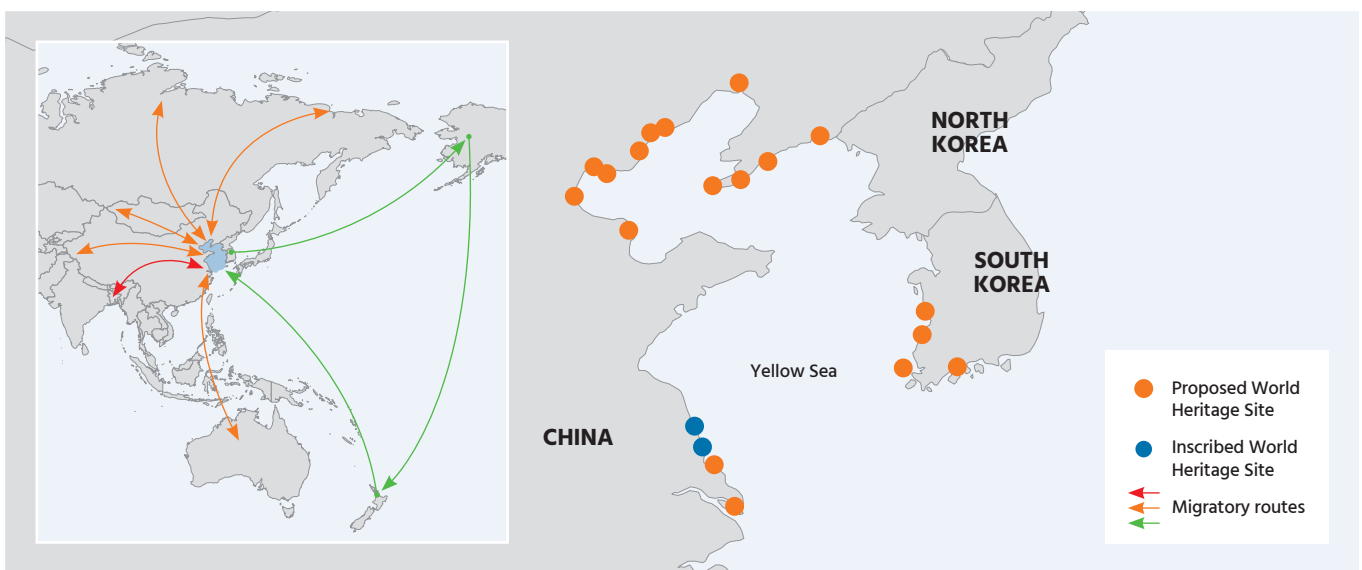 NORTH
KOREA
SOUTH
KOREA
Yellow Sea
CHINA
Proposed World
Heritage Site
Inscribed World
Heritage Site
Migratory routes